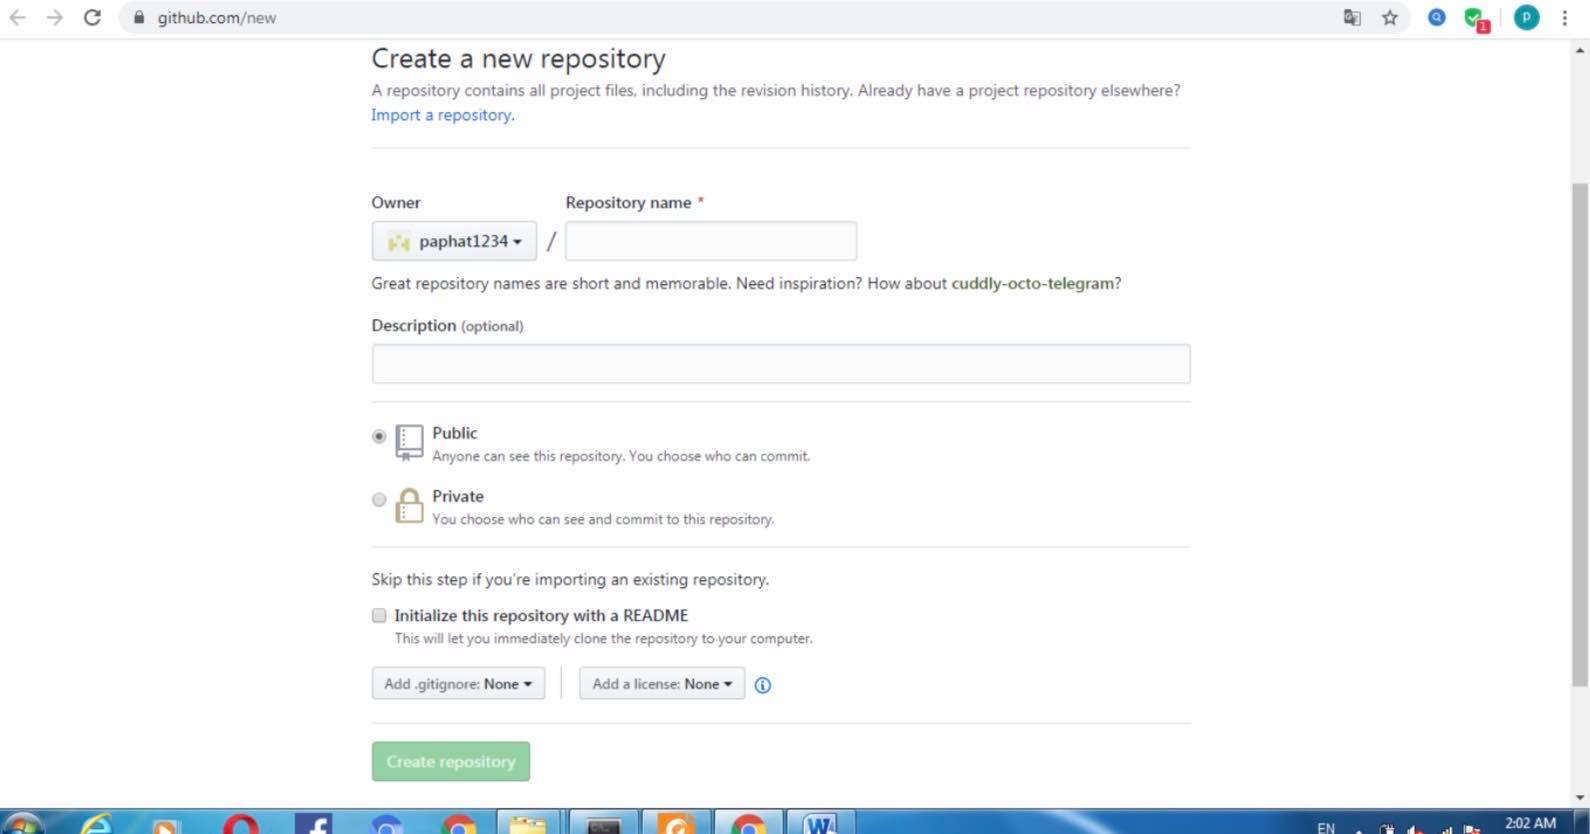 github.com/new
1
p
Create a new repository
A repository contains all project files, including the revision history. Already have a project repository elsewhere?
Import a repository.
Owner Repository name *
paphat1234 /
Great repository names are short and memorable. Need inspiration? How about cuddly-octo-telegram?
Description (optional)
Public
Anyone can see this repository. You choose who can commit.
Private
You choose who can see and commit to this repository.
Skip this step if you’re importing an existing repository.
Initialize this repository with a README
This will let you immediately clone the repository to your computer.
Add .gitignore: None Add a license: None
Create repository
EN 2:02 AM